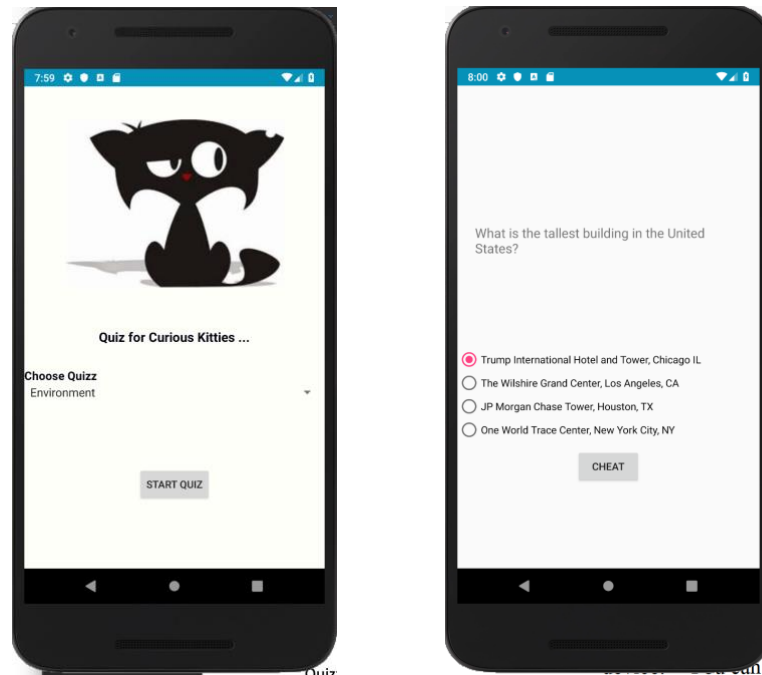 7:59
Quiz for Curious Kitties ...
Choose Quizz
Environment
START QUIZ
8:00
What is the tallest building in the United
States?
Trump International Hotel and Tower, Chicago IL
The Wilshire Grand Center, Los Angeles, CA
JP Morgan Chase Tower, Houston, TX
One World Trace Center, New York City, NY
CHEAT